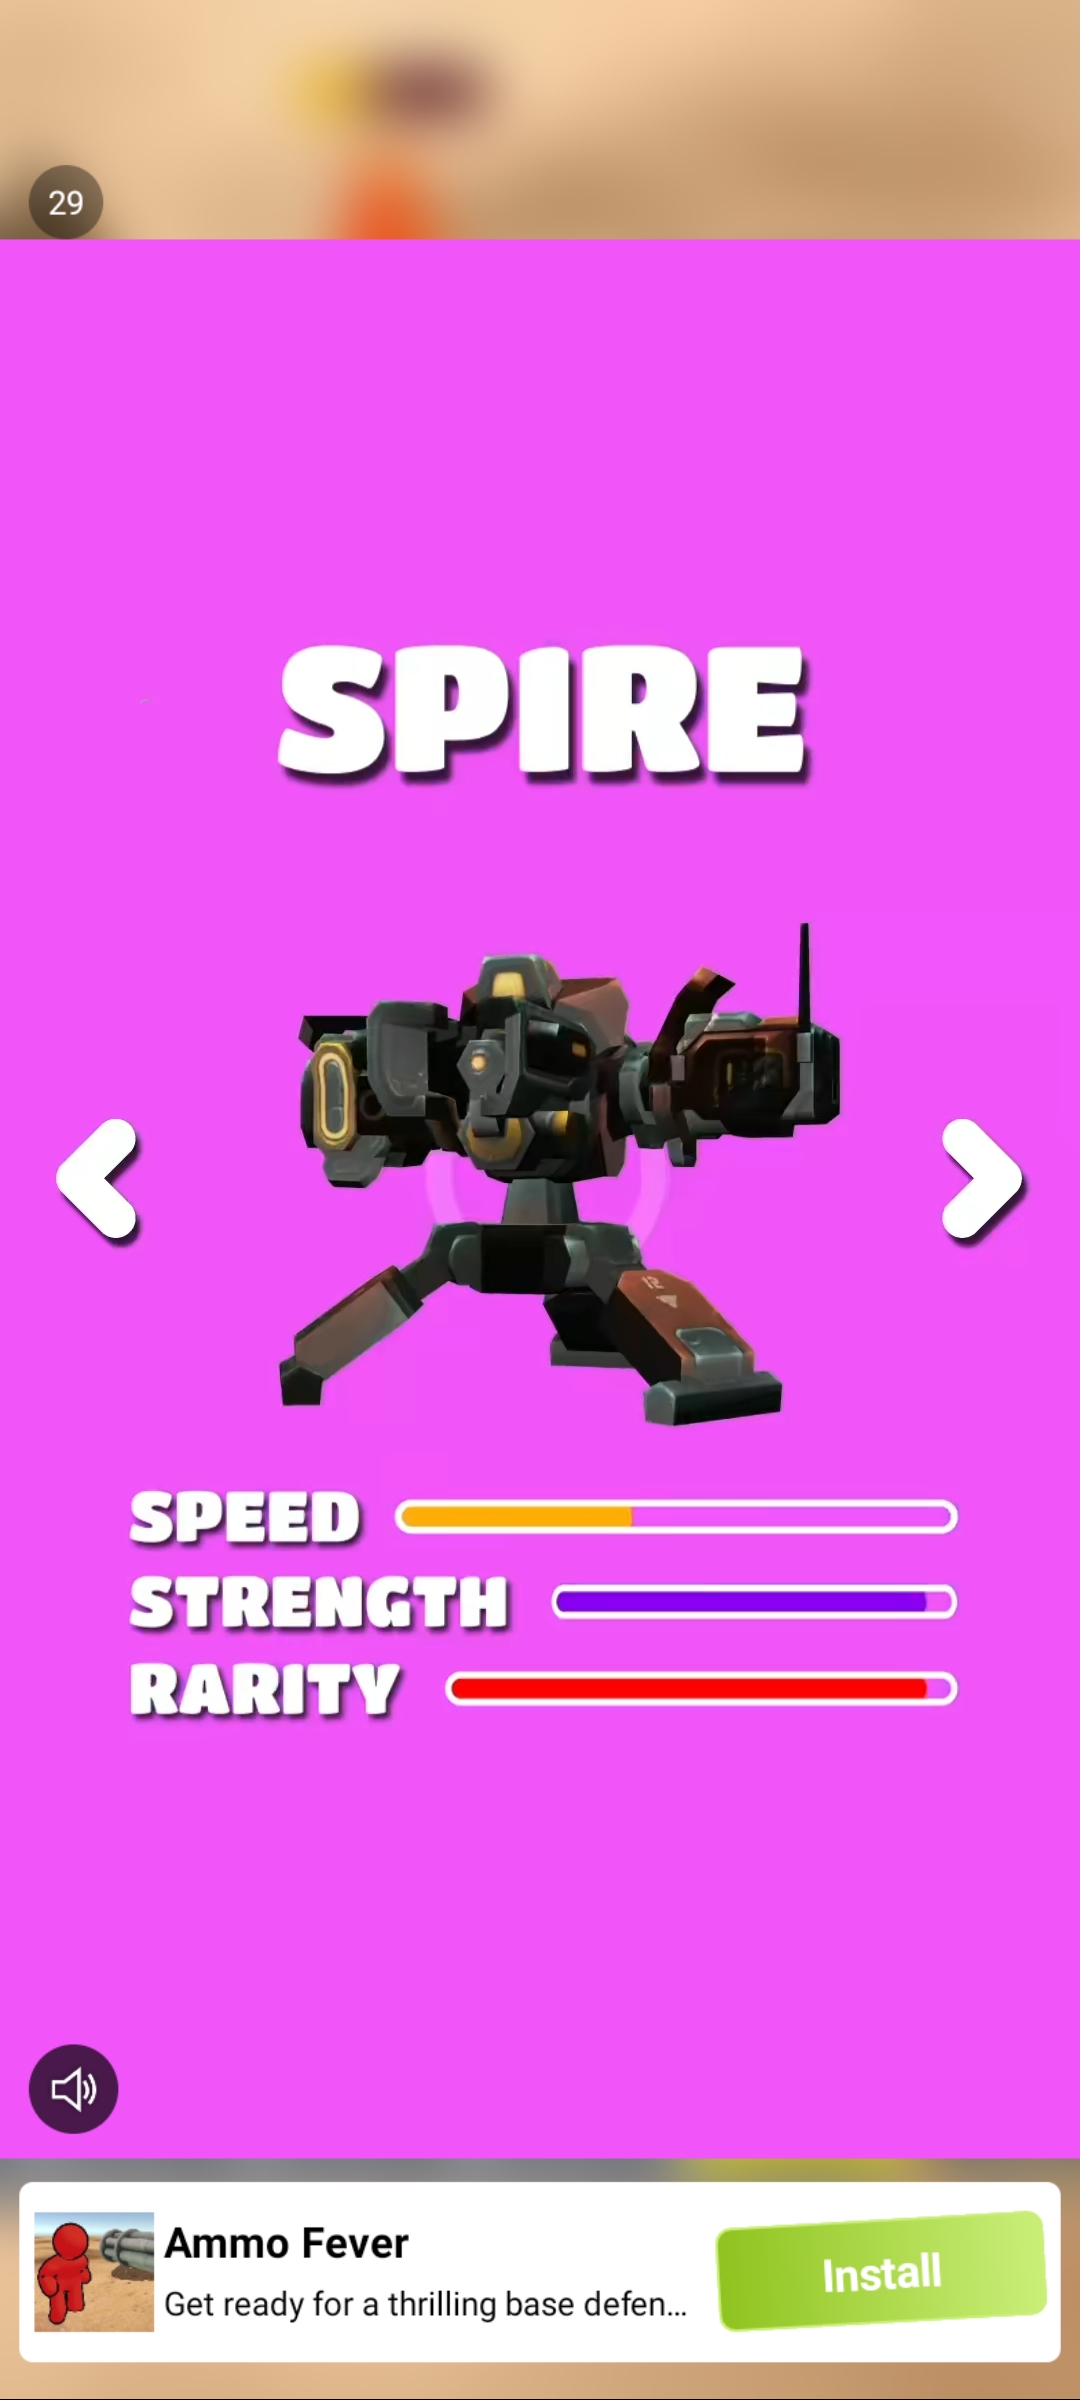 29
SPIRE
SPEED
STRENGTH
RARITY
Ammo Fever
Get ready for a thrilling base defen...
Install